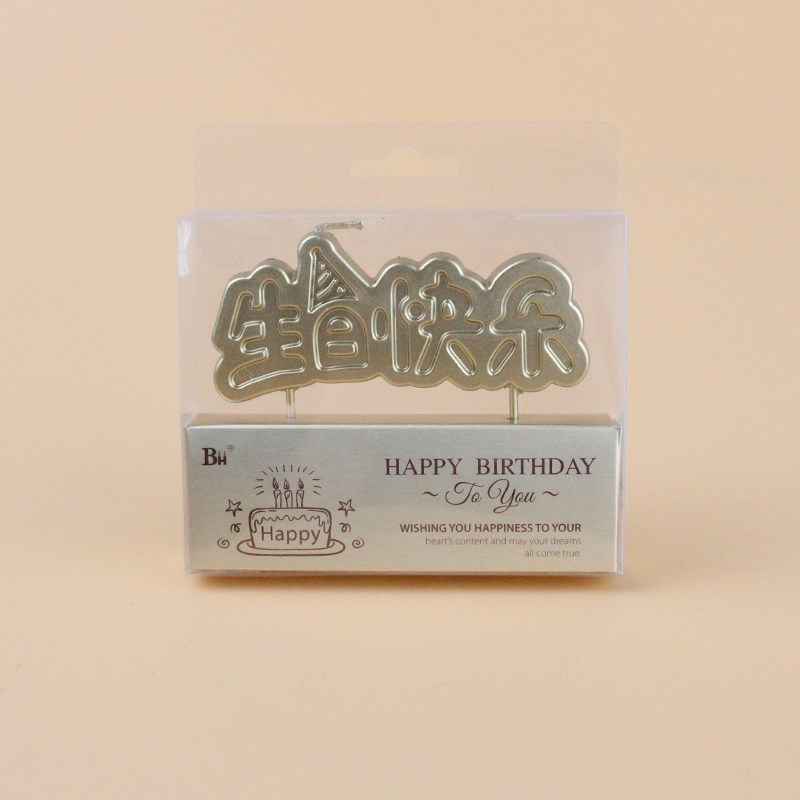 生日快乐
BH®
Happy
HAPPY BIRTHDAY
~ To You ~
WISHING YOU HAPPINESS TO YOUR
heart's content and may your dreams
all come true.